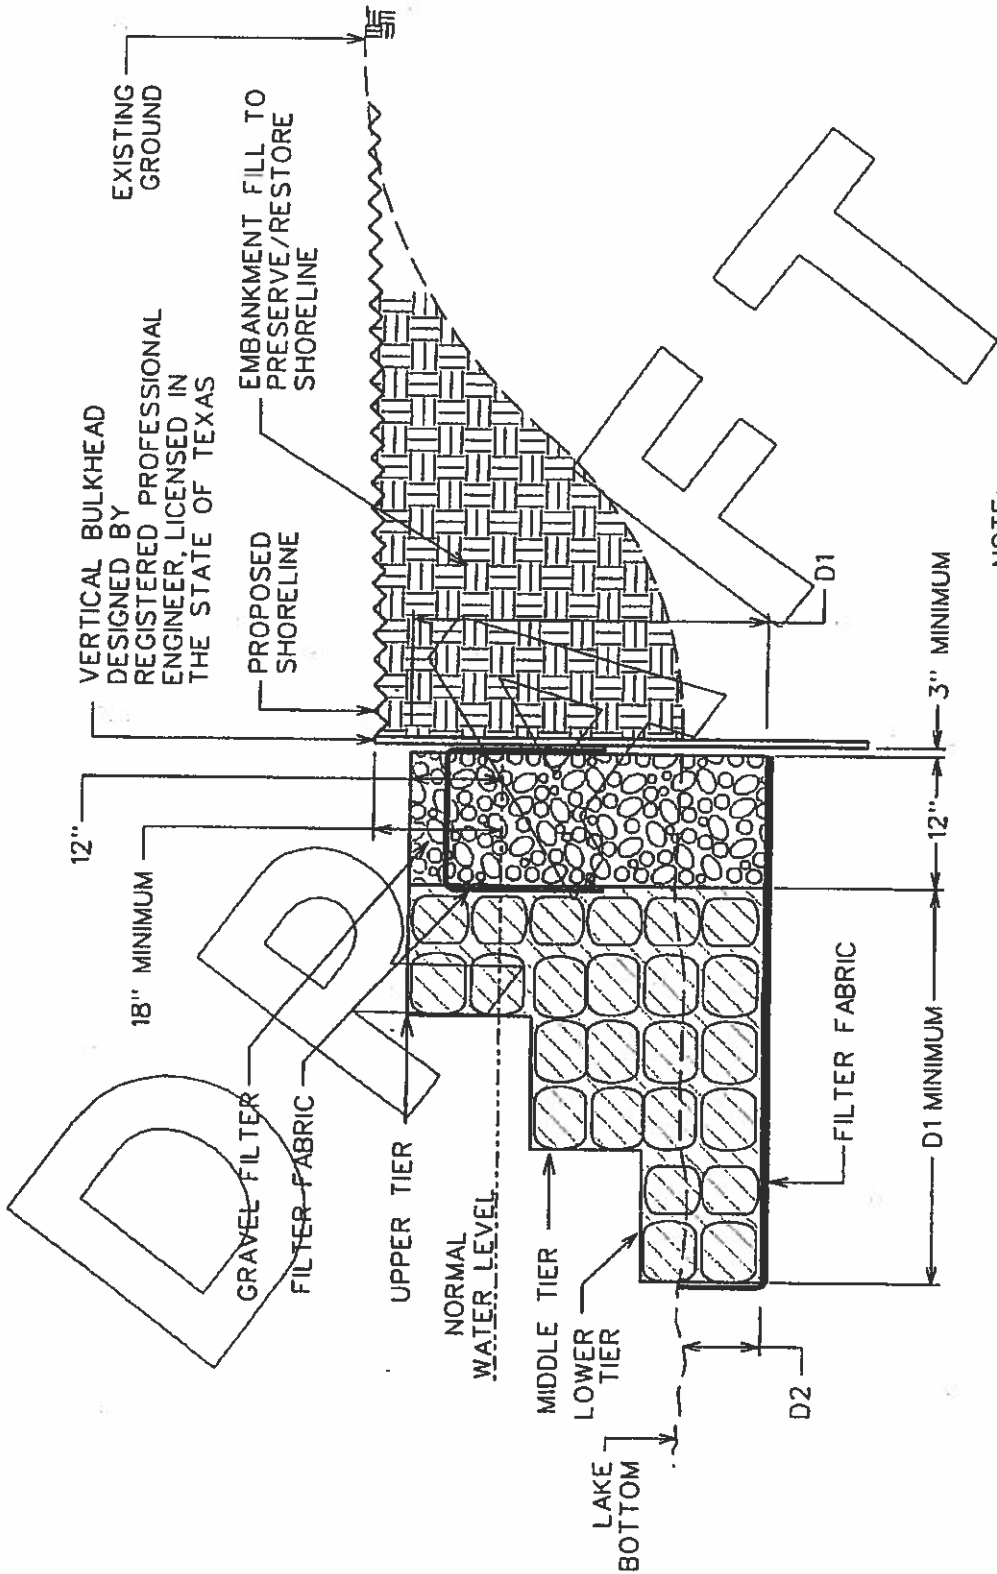 EXISTING
GROUND
VERTICAL BULKHEAD
DESIGNED BY
REGISTERED PROFESSIONAL
ENGINEER, LICENSED IN
THE STATE OF TEXAS
EMBANKMENT FILL TO
PRESERVE/RESTORE
SHORELINE
PROPOSED
SHORELINE
12"
18" MINIMUM
GRAVEL FILTER
FILTER FABRIC
UPPER TIER
NORMAL
WATER LEVEL
MIDDLE TIER
LOWER
TIER
LAKE
BOTTOM
D2
D1
FILTER FABRIC
D1 MINIMUM
12"
3" MINIMUM
NOTE: